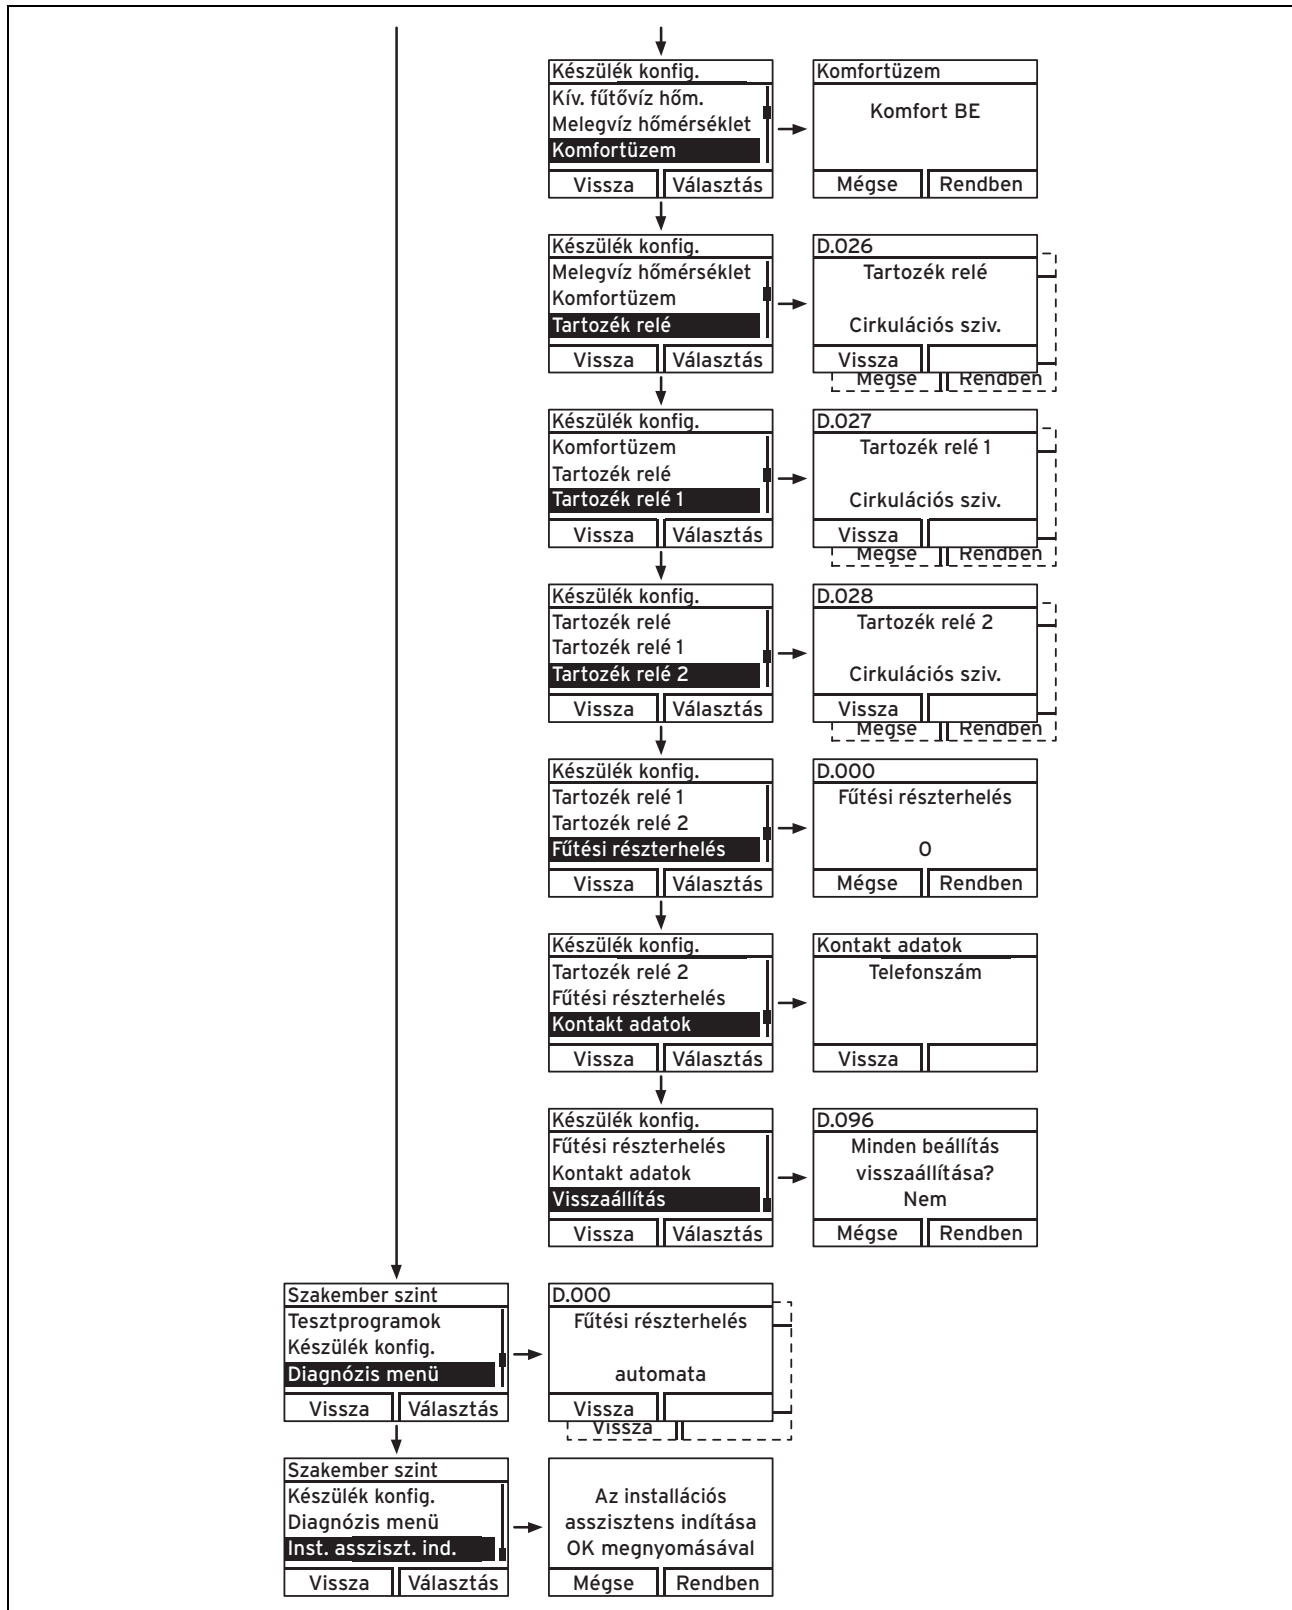 Készülék konfig.
Kív. fűtővíz hőm.
Melegvíz hőmérséklet
Komfortüzem
Vissza Választás
Komfortüzem
Komfort BE
Mégse Rendben
Készülék konfig.
Melegvíz hőmérséklet
Komfortüzem
Tartozék relé
Vissza Választás
D.026
Tartozék relé
Cirkulációs sziv.
Vissza
Mégse Rendben
Készülék konfig.
Komfortüzem
Tartozék relé
Tartozék relé 1
Vissza Választás
D.027
Tartozék relé 1
Cirkulációs sziv.
Vissza
Mégse Rendben
Készülék konfig.
Tartozék relé
Tartozék relé 1
Tartozék relé 2
Vissza Választás
D.028
Tartozék relé 2
Cirkulációs sziv.
Vissza
Mégse Rendben
Készülék konfig.
Tartozék relé 1
Tartozék relé 2
Fűtési részterhelés
Vissza Választás
D.000
Fűtési részterhelés
0
Mégse Rendben
Készülék konfig.
Tartozék relé 2
Fűtési részterhelés
Kontakt adatok
Vissza Választás
Kontakt adatok
Telefonszám
Vissza
Készülék konfig.
Fűtési részterhelés
Kontakt adatok
Visszaállítás
Vissza Választás
D.096
Minden beállítás
visszaállítása?
Nem
Mégse Rendben
Szakember szint
Tesztprogramok
Készülék konfig.
Diagnózis menü
Vissza Választás
D.000
Fűtési részterhelés
automata
Vissza
Vissza
Szakember szint
Készülék konfig.
Diagnózis menü
Inst. assziszt. ind.
Vissza Választás
Az installációs
asszisztens indítása
OK megnyomásával
Mégse Rendben